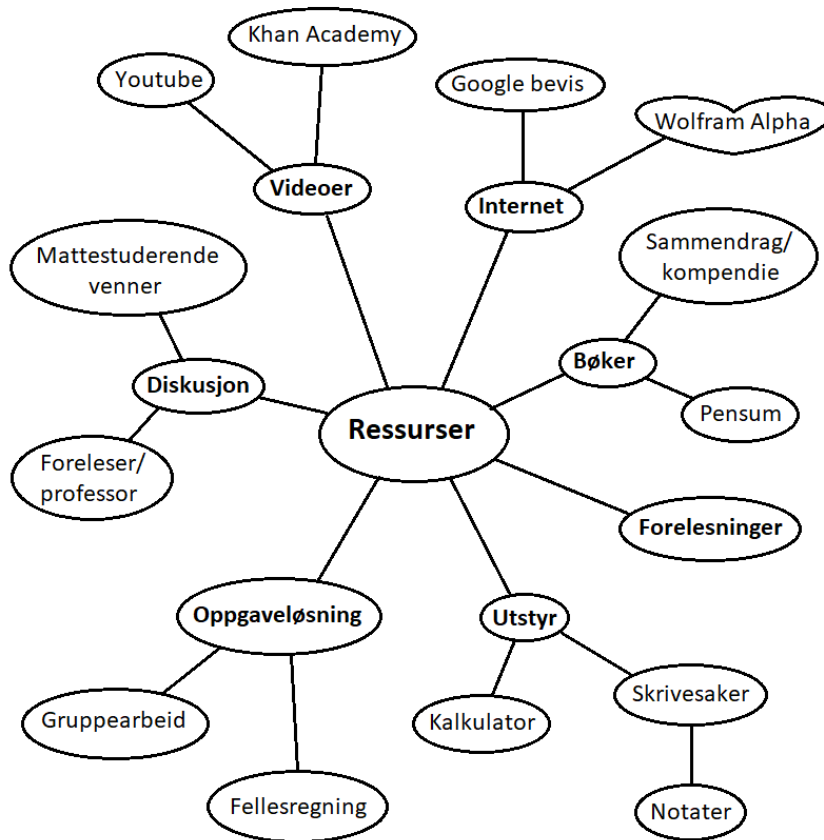 Khan Academy
Youtube
Google bevis
Wolfram Alpha
Videoer
Internet
Mattestuderende
venner
Sammendrag/
kompendie
Bøker
Diskusjon
Pensum
Ressurser
Foreleser/
professor
Forelesninger
Oppgaveløsning
Utstyr
Skrivesaker
Gruppearbeid
Kalkulator
Fellesregning
Notater